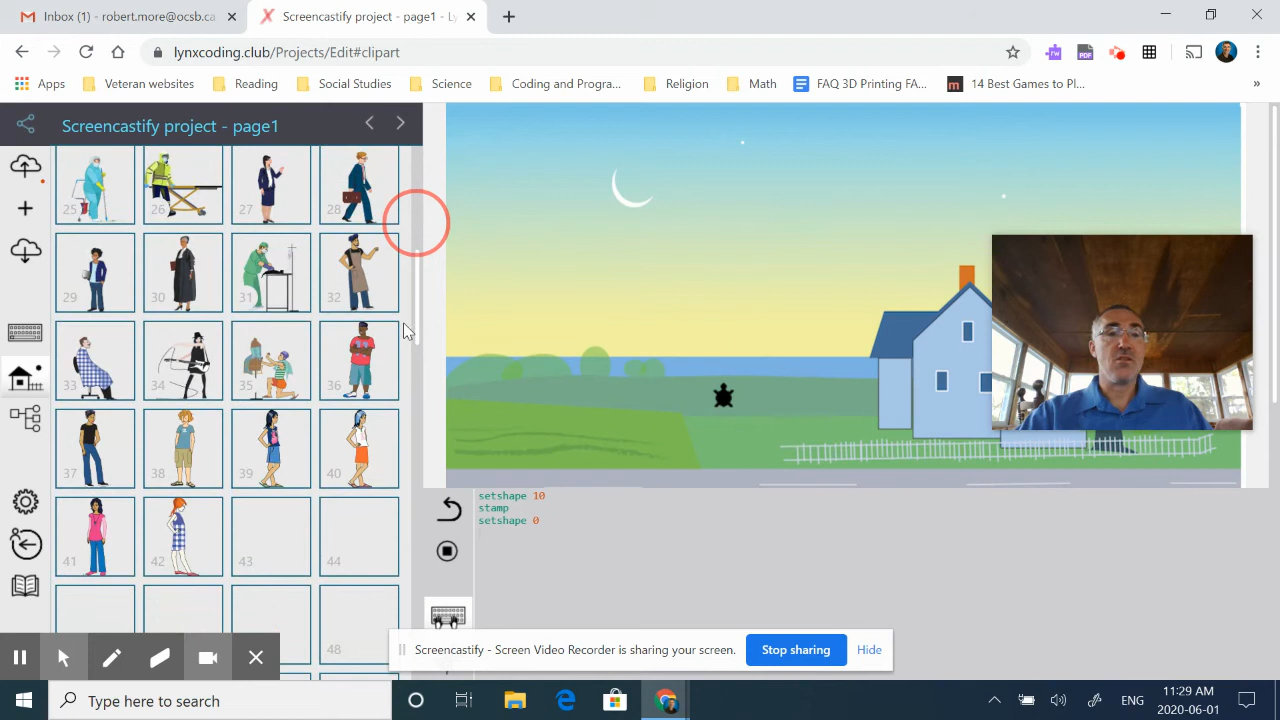 Inbox (1) - robert.more@ocsb.ca
Screencastify project - page1 - Ly
lynxcoding.club/Projects/Edit#clipart
Apps
Veteran websites
Reading
Social Studies
Science
Coding and Progra...
Religion
Math
FAQ 3D Printing FA...
14 Best Games to Pl...
»
Screencastify project - page1
25
26
27
28
29
30
31
32
33
34
35
36
37
38
39
40
41
42
43
44
48
setshape 10
stamp
setshape 0
Screencastify - Screen Video Recorder is sharing your screen.
Stop sharing
Hide
Type here to search
ENG
11:29 AM
2020-06-01